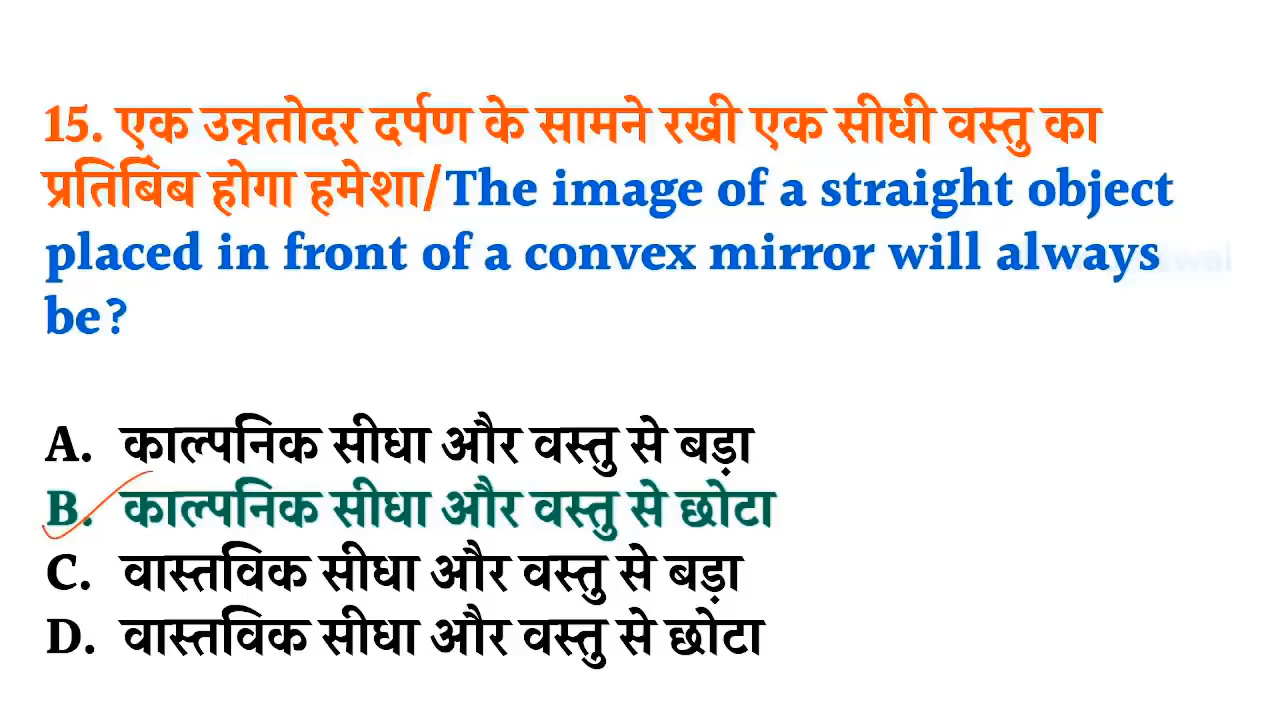 15. एक उन्नतोदर दर्पण के सामने रखी एक सीधी वस्तु का
प्रतिबिंब होगा हमेशा/The image of a straight object
placed in front of a convex mirror will always
be?
A. काल्पनिक सीधा और वस्तु से बड़ा
B. काल्पनिक सीधा और वस्तु से छोटा
C. वास्तविक सीधा और वस्तु से बड़ा
D. वास्तविक सीधा और वस्तु से छोटा